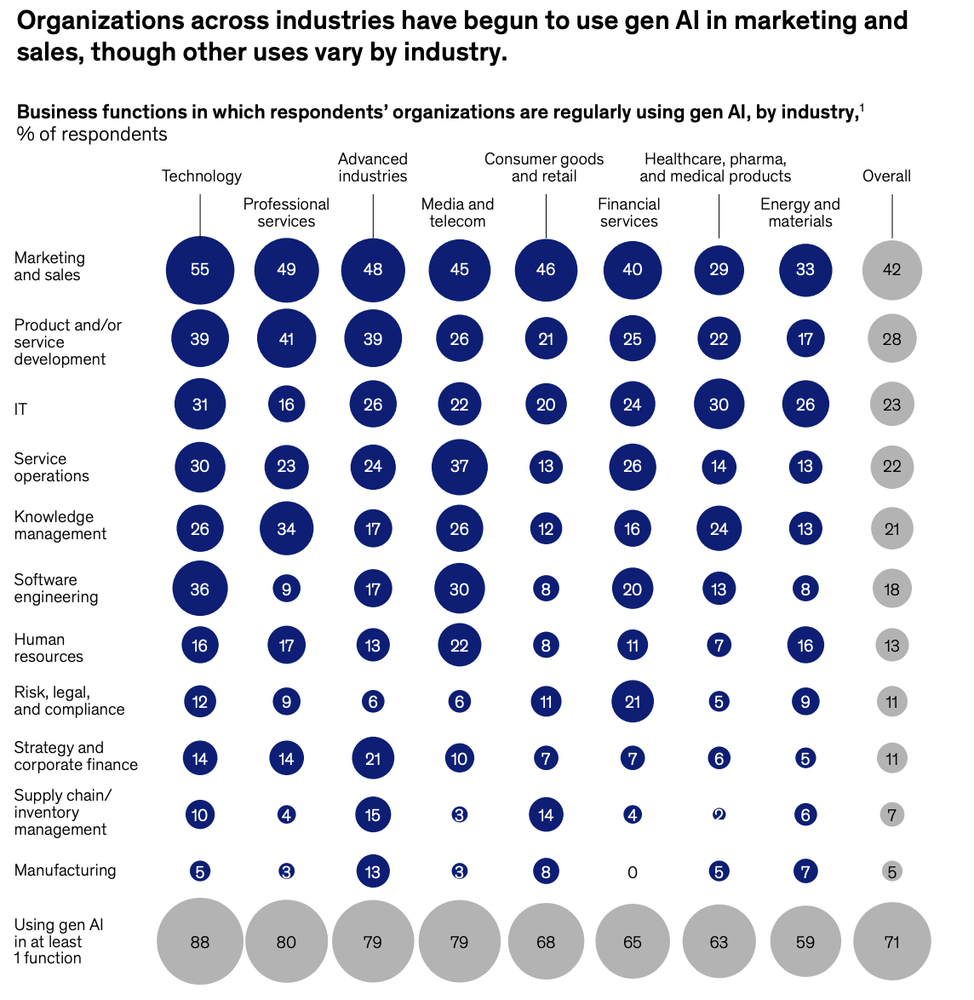 Organizations across industries have begun to use gen AI in marketing and
sales, though other uses vary by industry.
Business functions in which respondents’ organizations are regularly using gen AI, by industry,¹
% of respondents
Technology
Professional
services
Advanced
industries
Media and
telecom
Consumer goods
and retail
Financial
services
Healthcare, pharma,
and medical products
Energy and
materials
Overall
Marketing
and sales
55 49 48 45 46 40 29 33 42
Product and/or
service
development
39 41 39 26 21 25 22 17 28
IT
31 16 26 22 20 24 30 26 23
Service
operations
30 23 24 37 13 26 14 13 22
Knowledge
management
26 34 17 26 12 16 24 13 21
Software
engineering
36 9 17 30 8 20 13 8 18
Human
resources
16 17 13 22 8 11 7 16 13
Risk, legal,
and compliance
12 9 6 6 11 21 5 9 11
Strategy and
corporate finance
14 14 21 10 7 7 6 5 11
Supply chain/
inventory
management
10 4 15 3 14 4 2 6 7
Manufacturing
5 3 13 3 8 0 5 7 5
Using gen AI
in at least
1 function
88 80 79 79 68 65 63 59 71